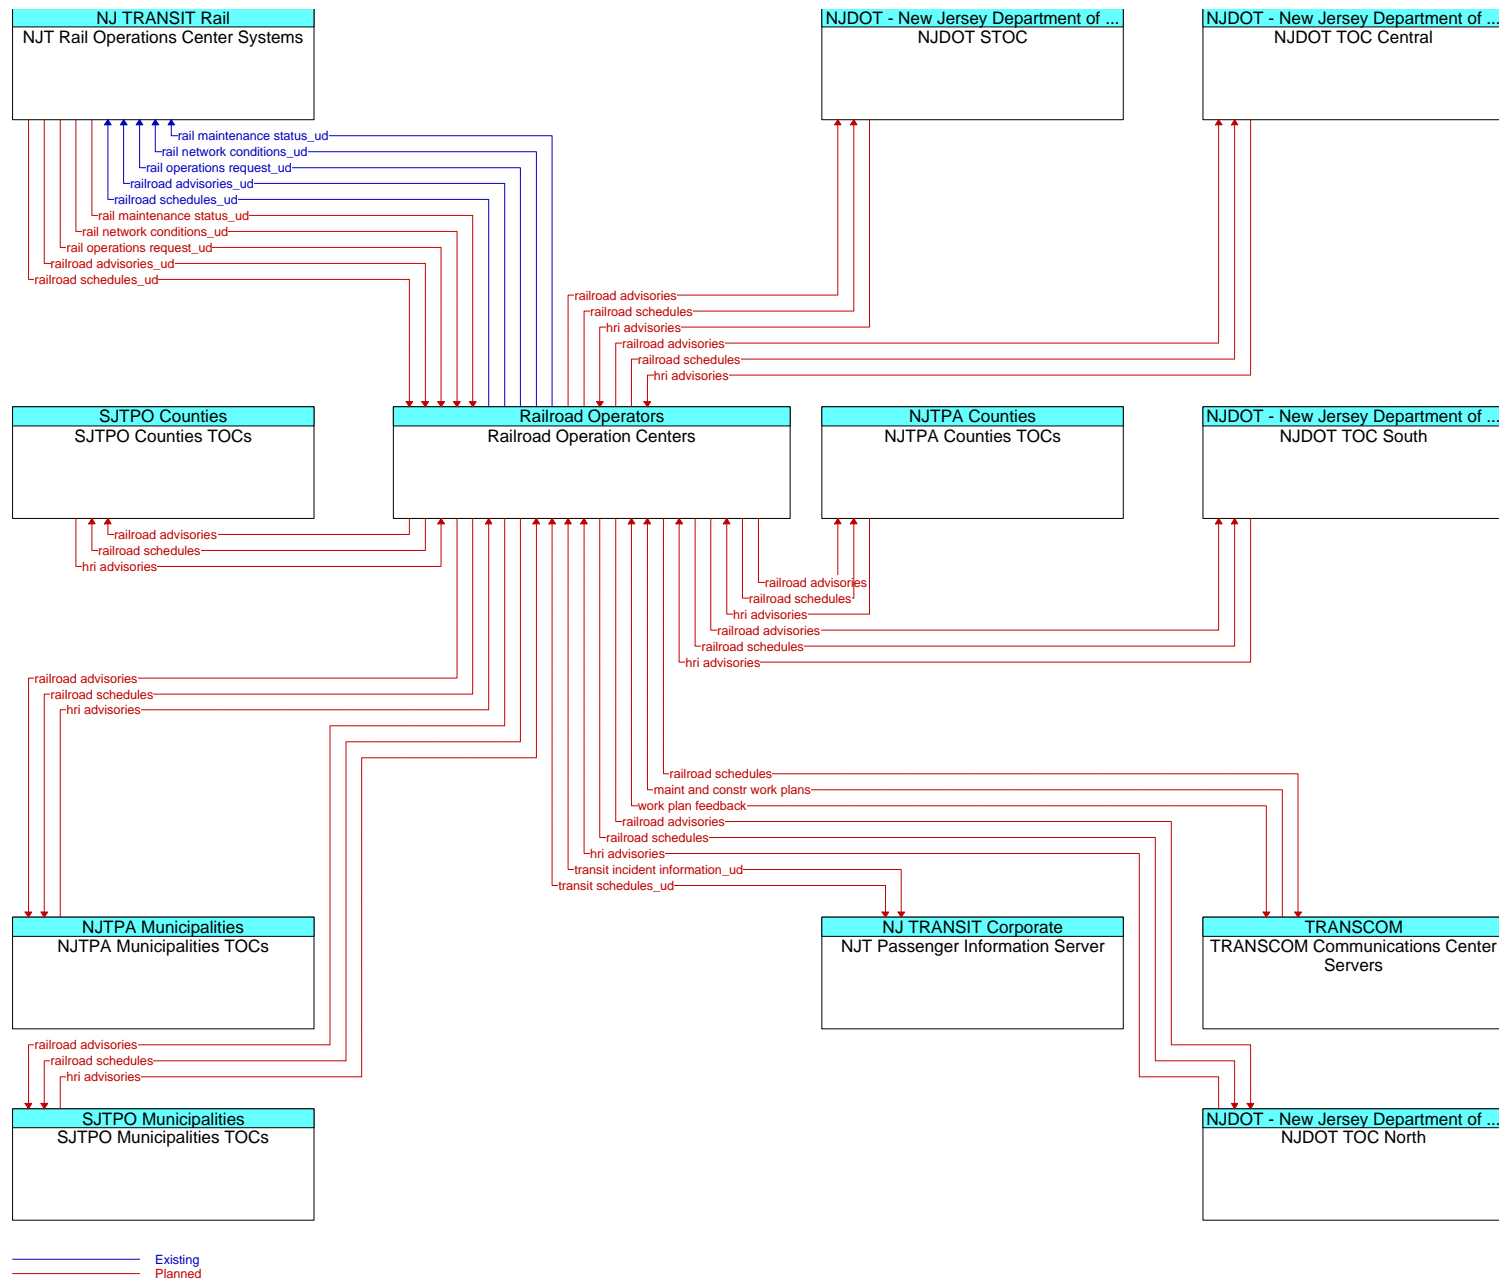 NJ TRANSIT Rail
NJT Rail Operations Center Systems
NJDOT - New Jersey Department of ...
NJDOT STOC
NJDOT - New Jersey Department of ...
NJDOT TOC Central
rail maintenance status_ud
rail network conditions_ud
rail operations request_ud
railroad advisories_ud
railroad schedules_ud
rail maintenance status_ud
rail network conditions_ud
rail operations request_ud
railroad advisories_ud
railroad schedules_ud
railroad advisories
railroad schedules
hri advisories
railroad advisories
railroad schedules
hri advisories
SJTPO Counties
SJTPO Counties TOCs
Railroad Operators
Railroad Operation Centers
NJTPA Counties
NJTPA Counties TOCs
NJDOT - New Jersey Department of ...
NJDOT TOC South
railroad advisories
railroad schedules
hri advisories
railroad advisories
railroad schedules
hri advisories
railroad advisories
railroad schedules
hri advisories
railroad advisories
railroad schedules
hri advisories
railroad schedules
maint and constr work plans
work plan feedback
railroad advisories
railroad schedules
hri advisories
transit incident information_ud
transit schedules_ud
NJTPA Municipalities
NJTPA Municipalities TOCs
NJ TRANSIT Corporate
NJT Passenger Information Server
TRANSCOM
TRANSCOM Communications Center
Servers
railroad advisories
railroad schedules
hri advisories
SJTPO Municipalities
SJTPO Municipalities TOCs
NJDOT - New Jersey Department of ...
NJDOT TOC North
Existing
Planned